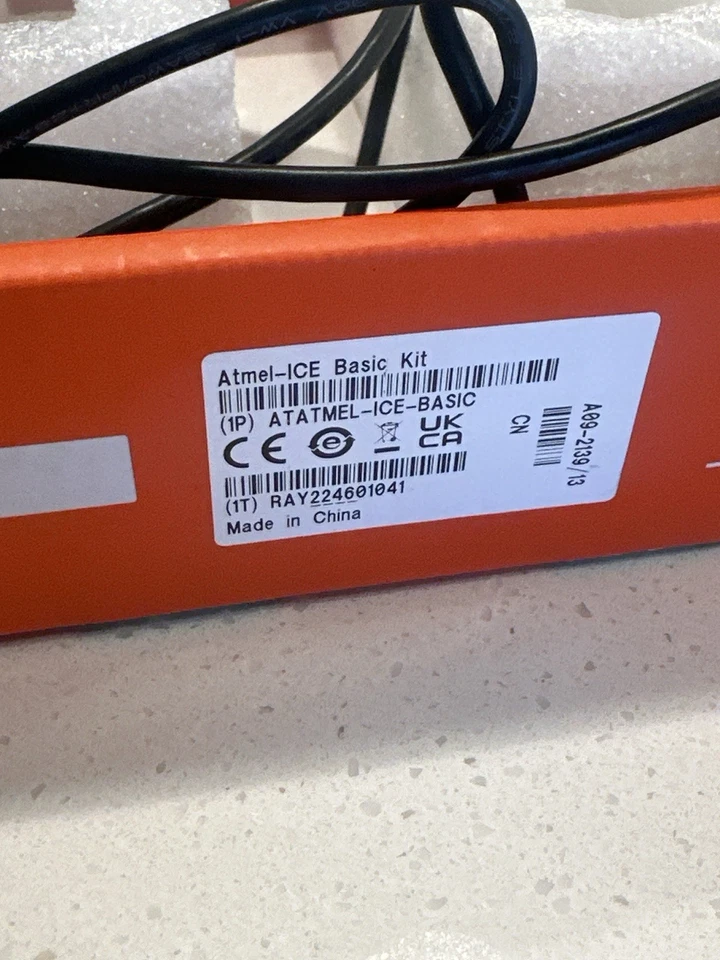 Atmel-ICE Basic Kit
(1P) ATATMEL-ICE-BASIC
CE e UK
CA
(1T) RAY224601041
Made in China
CN
A09-2139/13